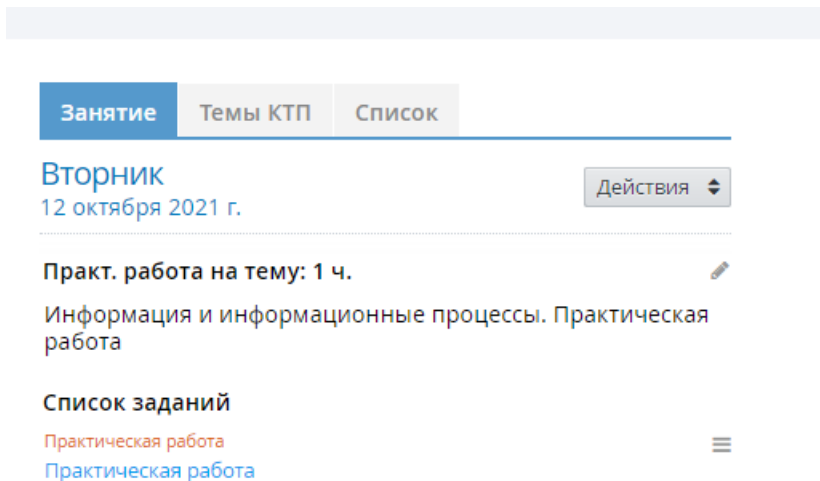 Занятие Темы КТП Список
Вторник
12 октября 2021 г.
Действия
Практ. работа на тему: 1 ч.
Информация и информационные процессы. Практическая
работа
Список заданий
Практическая работа
Практическая работа